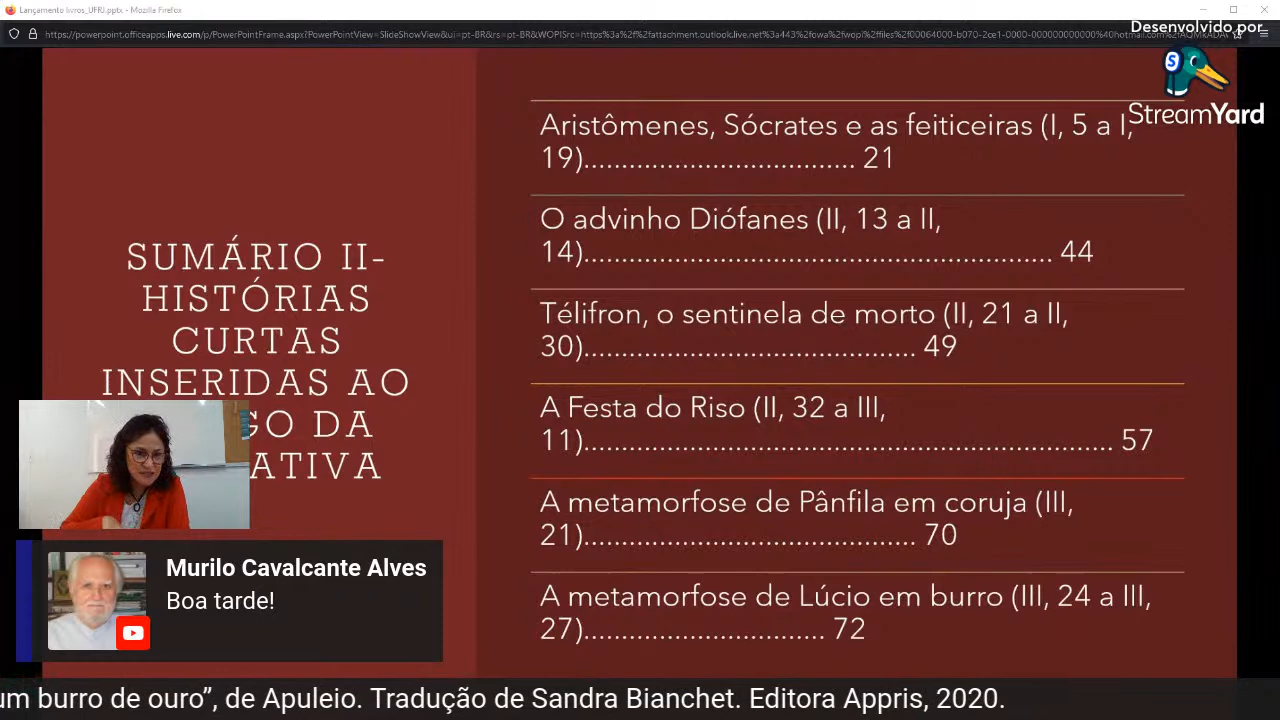 Lançamento livros_UFRJ.pptx — Mozilla Firefox
Desenvolvido por
StreamYard
SUMÁRIO II-
HISTÓRIAS
CURTAS
INSERIDAS AO
GO DA
ATIVA
Aristômenes, Sócrates e as feiticeiras (I, 5 a I,
19)................................. 21
O advinho Diófanes (II, 13 a II,
14).......................................................... 44
Télifron, o sentinela de morto (II, 21 a II,
30)......................................... 49
A Festa do Riso (II, 32 a III,
11).................................................................. 57
A metamorfose de Pânfila em coruja (III,
21)......................................... 70
A metamorfose de Lúcio em burro (III, 24 a III,
27).............................. 72
Murilo Cavalcante Alves
Boa tarde!
um burro de ouro”, de Apuleio. Tradução de Sandra Bianchet. Editora Appris, 2020.